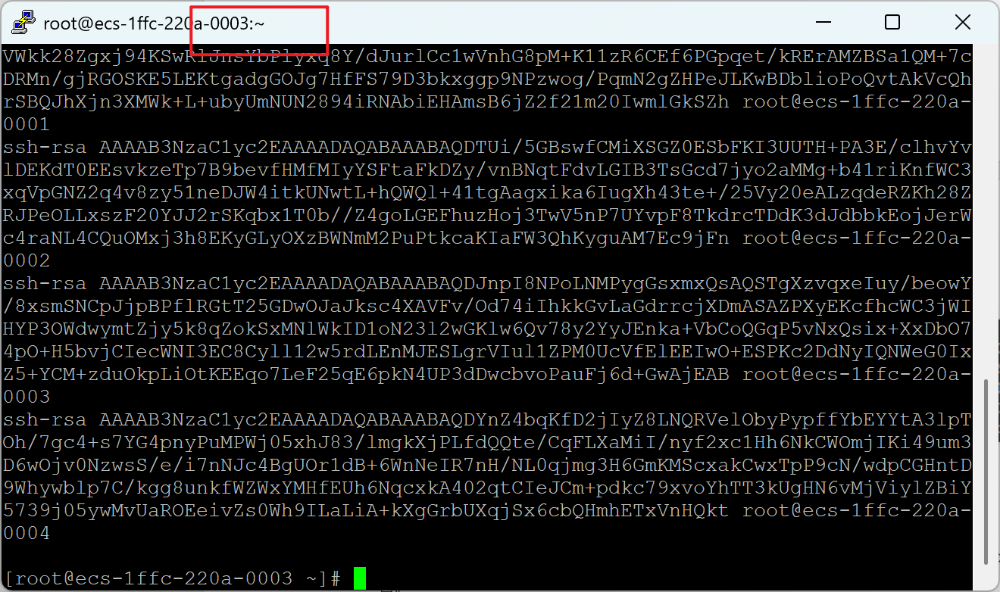 root@ecs-1ffc-220a-0003:~
VWkk28Zgxj94KSwRlJnsYbPlyxq8Y/dJurlCc1wVnhG8pM+K11zR6CEf6PGpqet/kRErAMZBSa1QM+7c
DRMn/gjRGOSKE5LEKtgadgGOJg7HfFS79D3bkxggp9NPzwog/PqmN2gZHPeJLKwBDblioPoQvtAkVcQh
rSBQJhXjn3XMWk+L+ubyUmNUN2894iRNAbiEHAmsB6jZ2f21m20IwmlGkSZh root@ecs-1ffc-220a-
0001
ssh-rsa AAAAB3NzaC1yc2EAAAADAQABAAABAQDTUi/5GBswfCMiXSGZ0ESbFKI3UUTH+PA3E/clhvYv
lDEKdT0EEsvkzeTp7B9bevfHMfMIyYSFtaFkDZy/vnBNqtFdvLGIB3TsGcd7jyo2aMMg+b41riKnfWC3
xqVpGNZ2q4v8zy51neDJW4itkUNwtL+hQWQl+41tgAagxika6IugXh43te+/25Vy20eALzqdeRZKh28Z
RJPeOLLxszF20YJJ2rSKqbx1T0b//Z4goLGEFhuzHoj3TwV5nP7UYvpF8TkdrcTDdK3dJdbbkEojJerW
c4raNL4CQuOMxj3h8EKyGLyOXzBWNmM2PuPtkcaKIaFW3QhKyguAM7Ec9jFn root@ecs-1ffc-220a-
0002
ssh-rsa AAAAB3NzaC1yc2EAAAADAQABAAABAQDJnpI8NPoLNMPygGsxmxQsAQSTgXzvqxeIuy/beowY
/8xsmSNCpJjpBPflRGtT25GDwOJaJksc4XAVFv/Od74iIhkkGvLaGdrrcjXDmASAZPXyEKcfhcWC3jWI
HYP3OWdwymtZjy5k8qZokSxMNlWkID1oN23l2wGKlw6Qv78y2YyJEnka+VbCoQGqP5vNxQsix+XxDbO7
4pO+H5bvjCIecWNI3EC8Cyll12w5rdLEnMJESLgrVIul1ZPM0UcVfElEEIwO+ESPKc2DdNyIQNWeG0Ix
Z5+YCM+zduOkpLiOtKEEqo7LeF25qE6pkN4UP3dDwcbvoPauFj6d+GwAjEAB root@ecs-1ffc-220a-
0003
ssh-rsa AAAAB3NzaC1yc2EAAAADAQABAAABAQDYnZ4bqKfD2jIyZ8LNQRVelObyPypffYbEYYtA3lpT
Oh/7gc4+s7YG4pnyPuMPWj05xhJ83/lmgkXjPLfdQQte/CqFLXaMiI/nyf2xc1Hh6NkCWOmjIKi49um3
D6wOjv0NzwsS/e/i7nNJc4BgUOr1dB+6WnNeIR7nH/NL0qjmg3H6GmKMScxakCwxTpP9cN/wdpCGHntD
9Whywblp7C/kgg8unkfWZWxYMHfEUh6NqcxkA402qtCIeJCm+pdkc79xvoYhTT3kUgHN6vMjViylZBiY
5739j05ywMvUaROEeivZs0Wh9ILaLiA+kXgGrbUXqjSx6cbQHmhETxVnHQkt root@ecs-1ffc-220a-
0004
[root@ecs-1ffc-220a-0003 ~]#